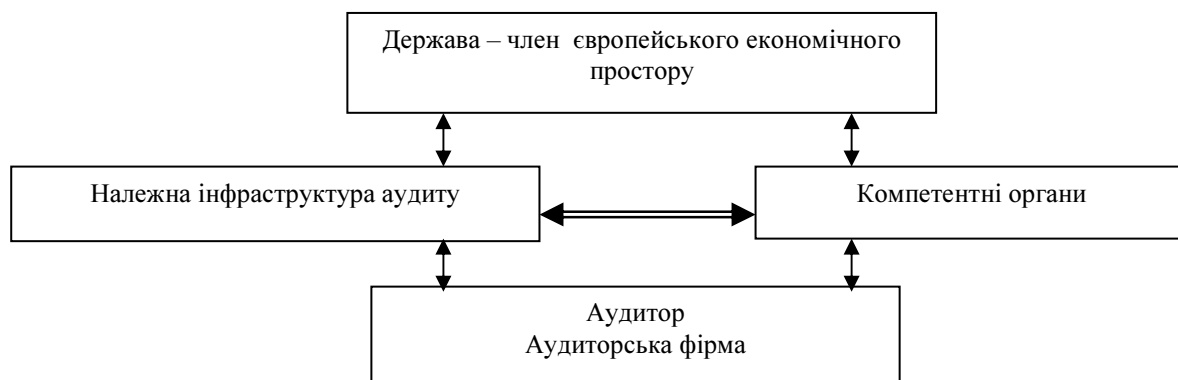 Держава – член європейського економічного
простору
Належна інфраструктура аудиту
Компетентні органи
Аудитор
Аудиторська фірма